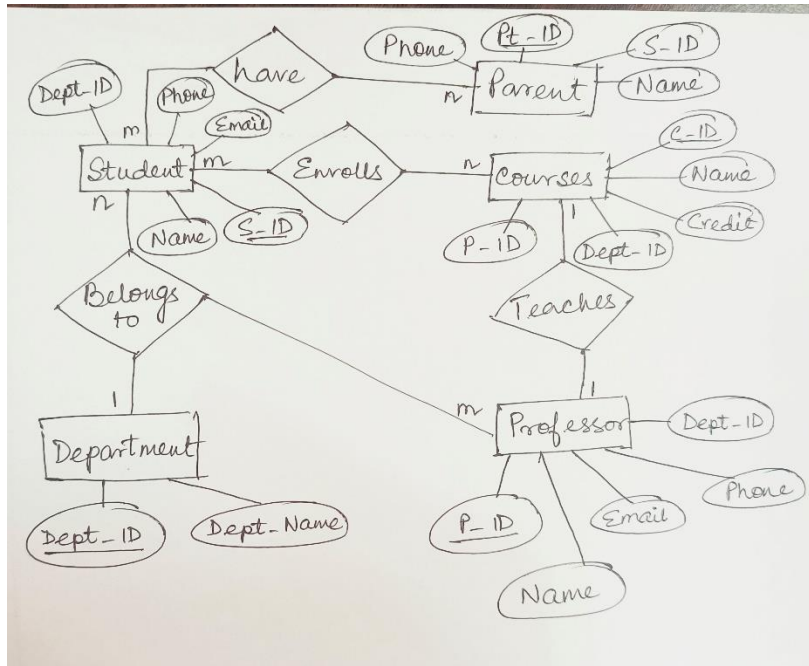 Phone
Pt_ID
S-ID
have
Parent
Name
Dept-ID
Phone
Email
m
n
C-ID
Student
m
Enrolls
n
Courses
Name
n
Name
S-ID
P-ID
1
Dept-ID
Credit
Belongs
to
Teaches
1
m
1
Department
Professor
Dept-ID
Dept-ID
Dept-Name
P-ID
Email
Phone
Name